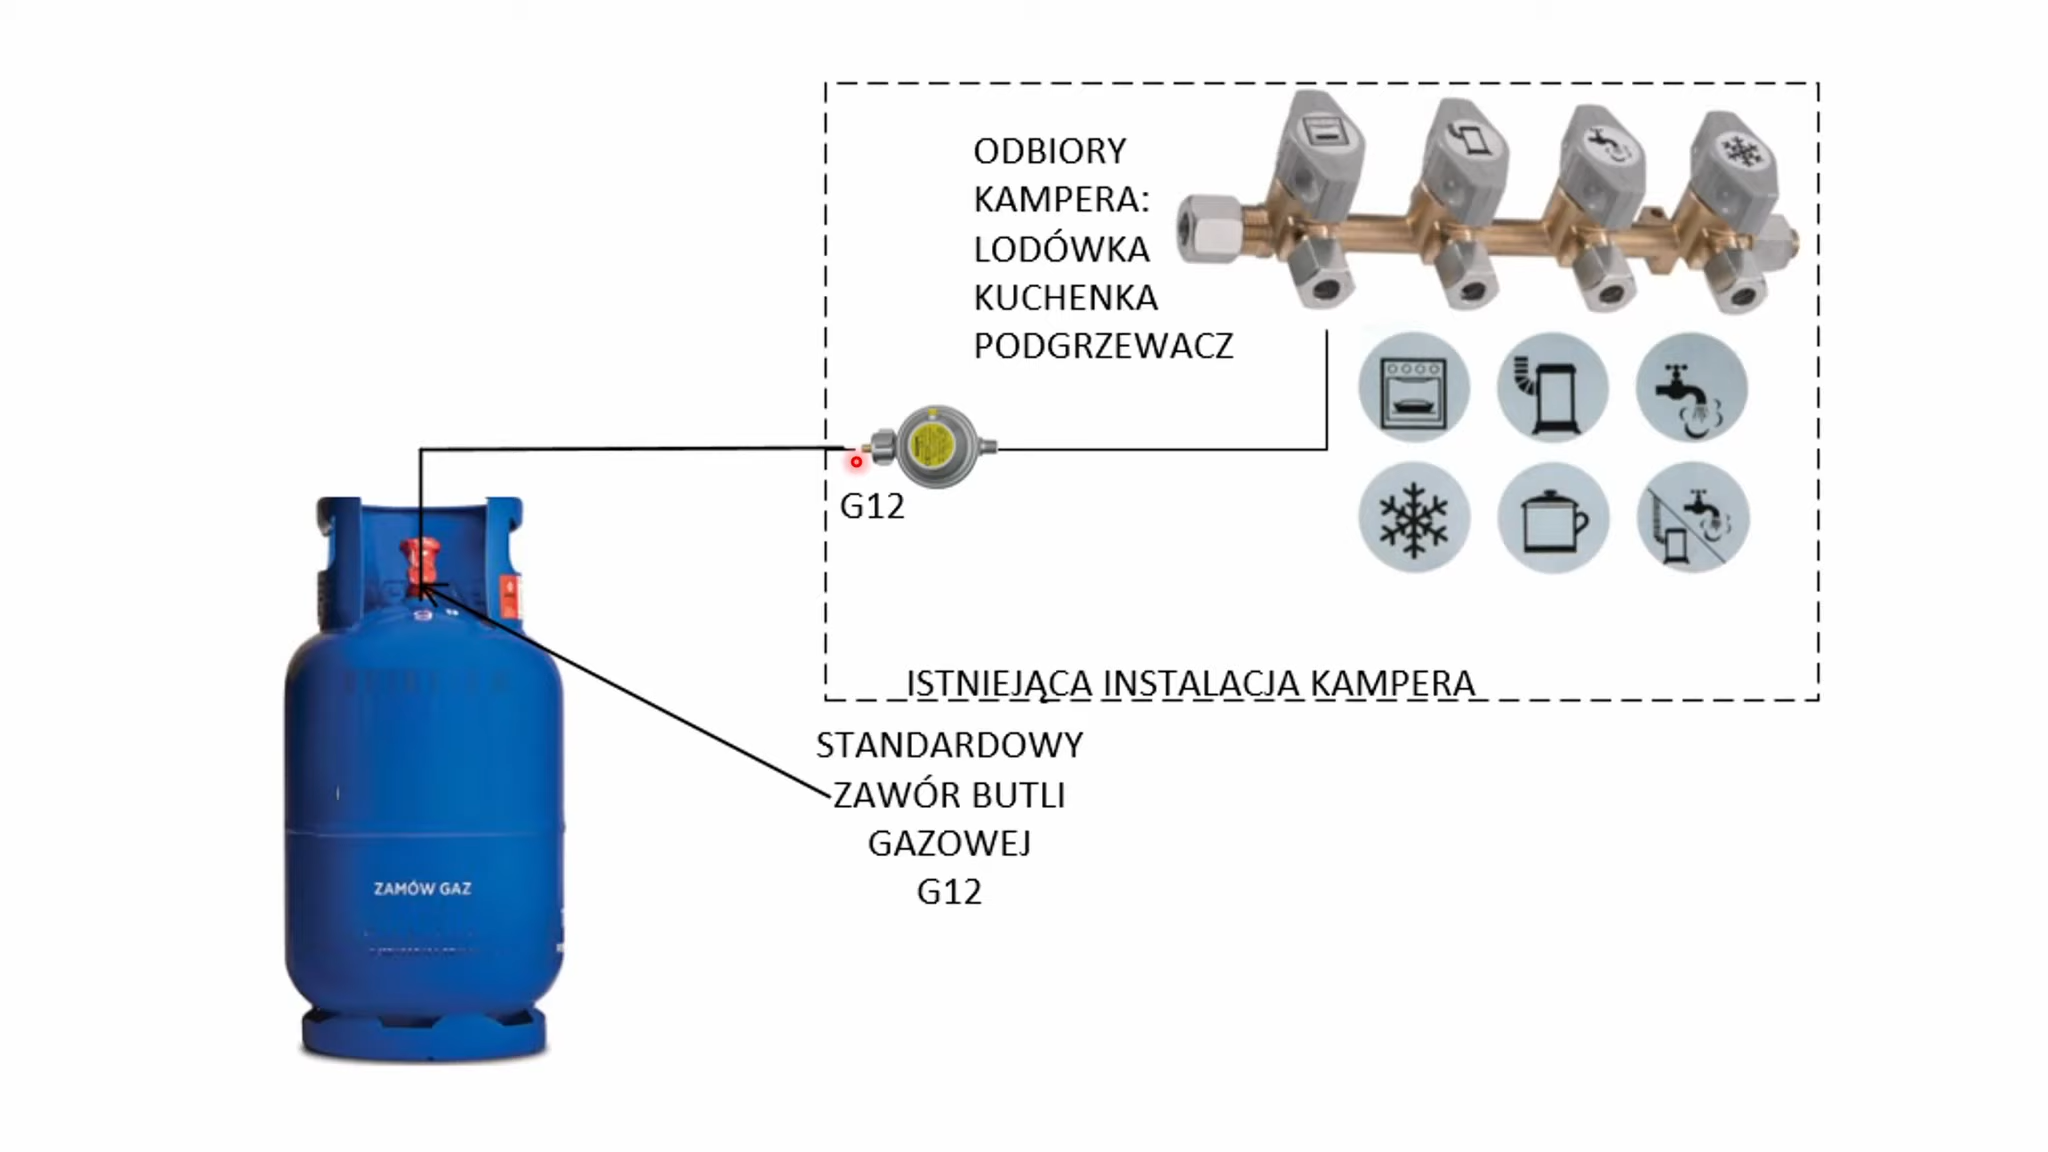 ODBIORY
KAMPERA:
LODÓWKA
KUCHENKA
PODGRZEWACZ
G12
ISTNIEJĄCA INSTALACJA KAMPERA
STANDARDOWY
ZAWÓR BUTLI
GAZOWEJ
G12
ZAMÓW GAZ